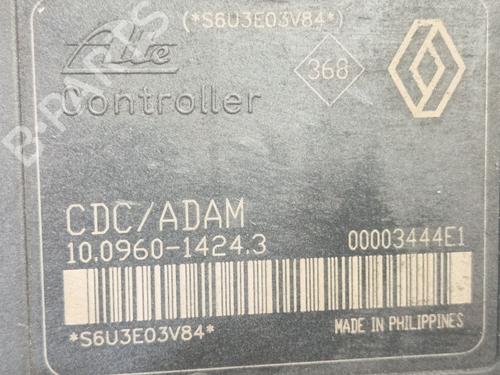 (*S6U3E03V84*)
Ate
368
Controller
CDC/ADAM
10.0960-1424.3 00003444E1
*S6U3E03V84*
MADE IN PHILIPPINES
B-PARTS